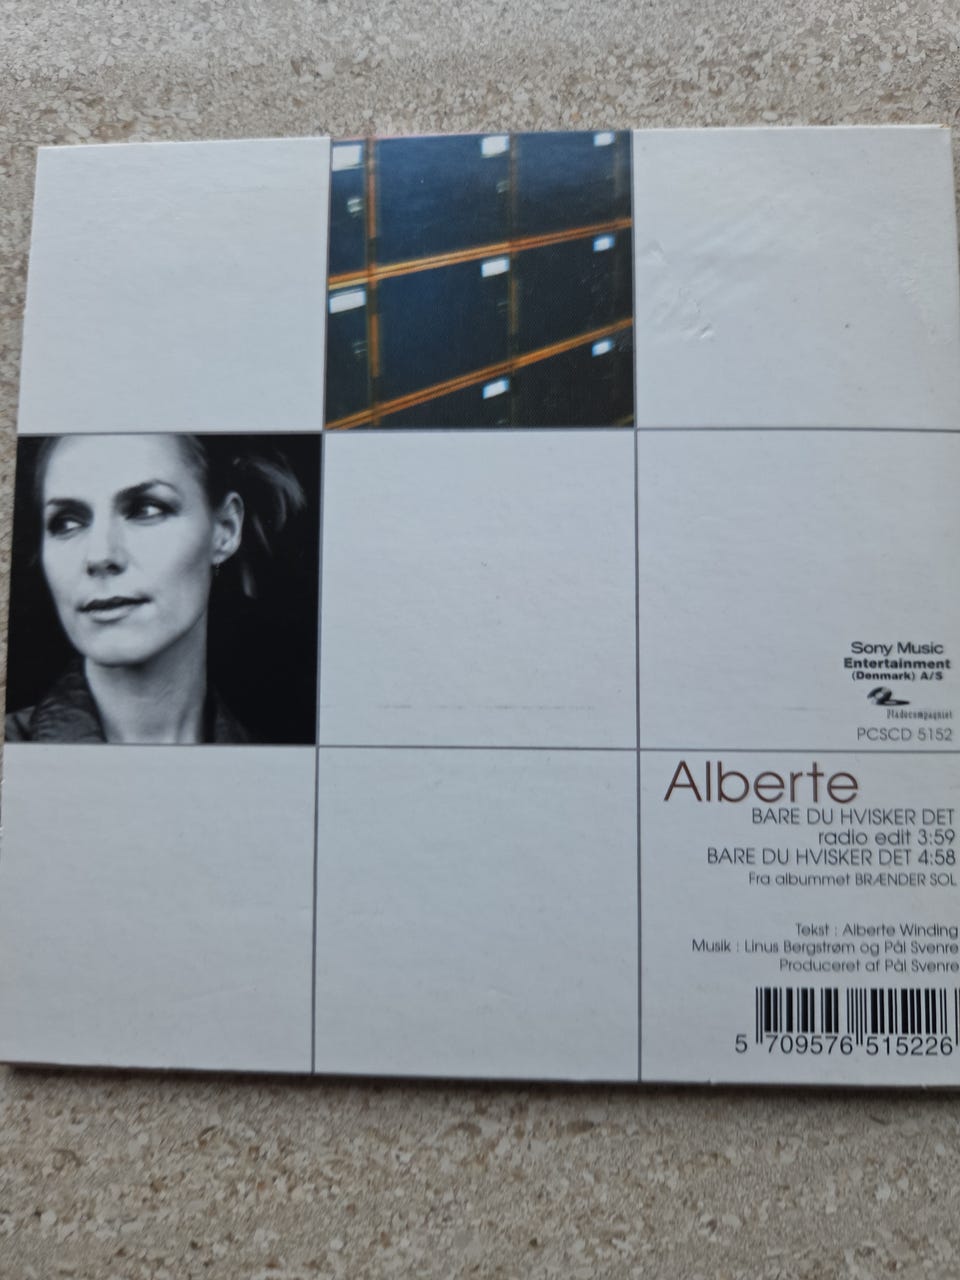 Sony Music
Entertainment
(Denmark) A/S
Pladecompagniet
PCSCD 5152
Alberte
BARE DU HVISKER DET
radio edit 3:59
BARE DU HVISKER DET 4:58
Fra albummet BRÆNDER SOL
Tekst : Alberte Winding
Musik : Linus Bergstrøm og Pål Svenre
Produceret af Pål Svenre
5 709576 515226